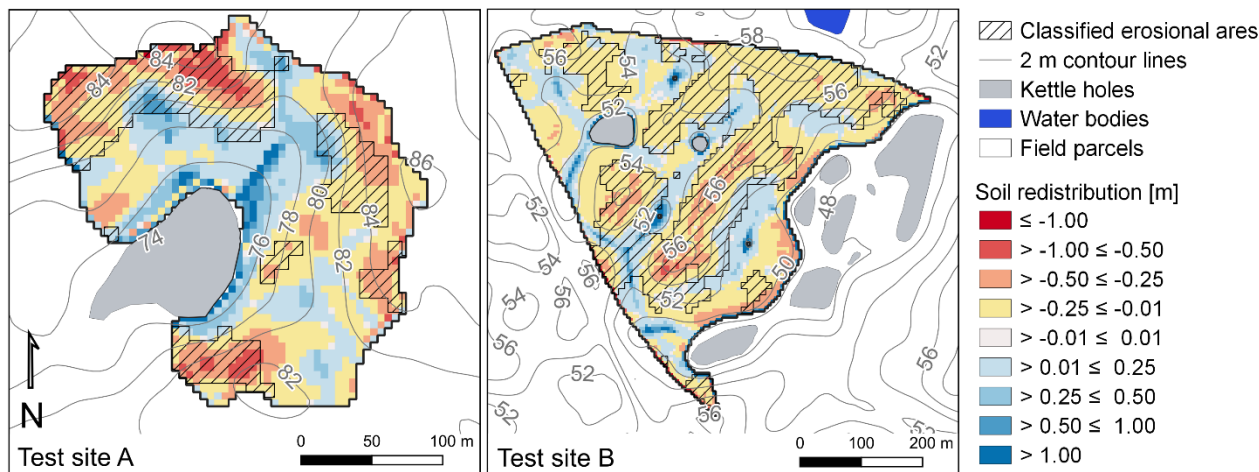 84
84
82
86
80
78
84
76
82
74
82
N
0 50 100 m
Test site A
58
52
56
54
52
56
52
54
56
48
52
52
54
56
56
50
54
56
52
56
52
56
52
56
0 100 200 m
Test site B
Classified erosional areas
2 m contour lines
Kettle holes
Water bodies
Field parcels
Soil redistribution [m]
≤ -1.00
> -1.00 ≤ -0.50
> -0.50 ≤ -0.25
> -0.25 ≤ -0.01
> -0.01 ≤ 0.01
> 0.01 ≤ 0.25
> 0.25 ≤ 0.50
> 0.50 ≤ 1.00
> 1.00